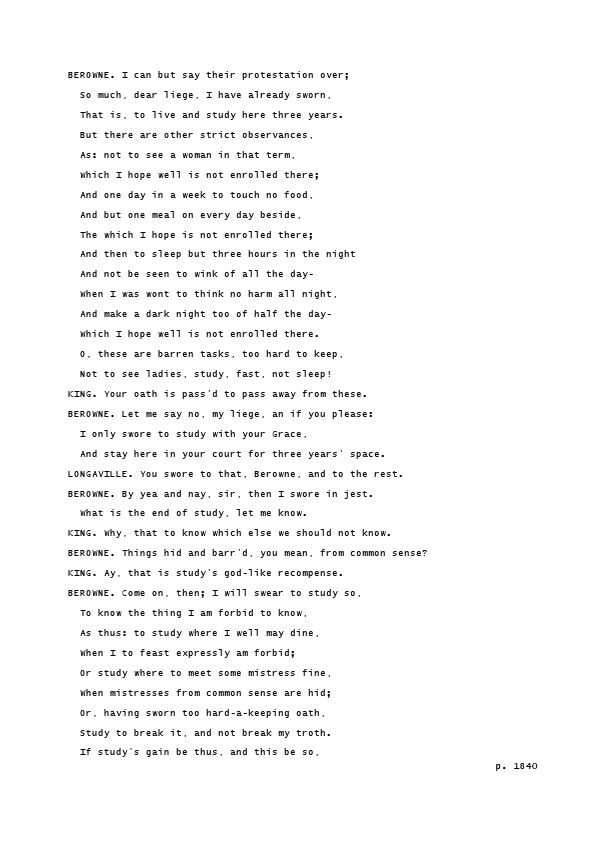 BEROWNE. I can but say their protestation over;
So much, dear liege, I have already sworn,
That is, to live and study here three years.
But there are other strict observances,
As: not to see a woman in that term,
Which I hope well is not enrolled there;
And one day in a week to touch no food,
And but one meal on every day beside,
The which I hope is not enrolled there;
And then to sleep but three hours in the night
And not be seen to wink of all the day-
When I was wont to think no harm all night,
And make a dark night too of half the day-
Which I hope well is not enrolled there.
O, these are barren tasks, too hard to keep,
Not to see ladies, study, fast, not sleep!
KING. Your oath is pass'd to pass away from these.
BEROWNE. Let me say no, my liege, an if you please:
I only swore to study with your Grace,
And stay here in your court for three years' space.
LONGAVILLE. You swore to that, Berowne, and to the rest.
BEROWNE. By yea and nay, sir, then I swore in jest.
What is the end of study, let me know.
KING. Why, that to know which else we should not know.
BEROWNE. Things hid and barr'd, you mean, from common sense?
KING. Ay, that is study's god-like recompense.
BEROWNE. Come on, then; I will swear to study so,
To know the thing I am forbid to know,
As thus: to study where I well may dine,
When I to feast expressly am forbid;
Or study where to meet some mistress fine,
When mistresses from common sense are hid;
Or, having sworn too hard-a-keeping oath,
Study to break it, and not break my troth.
If study's gain be thus, and this be so,
p. 1840